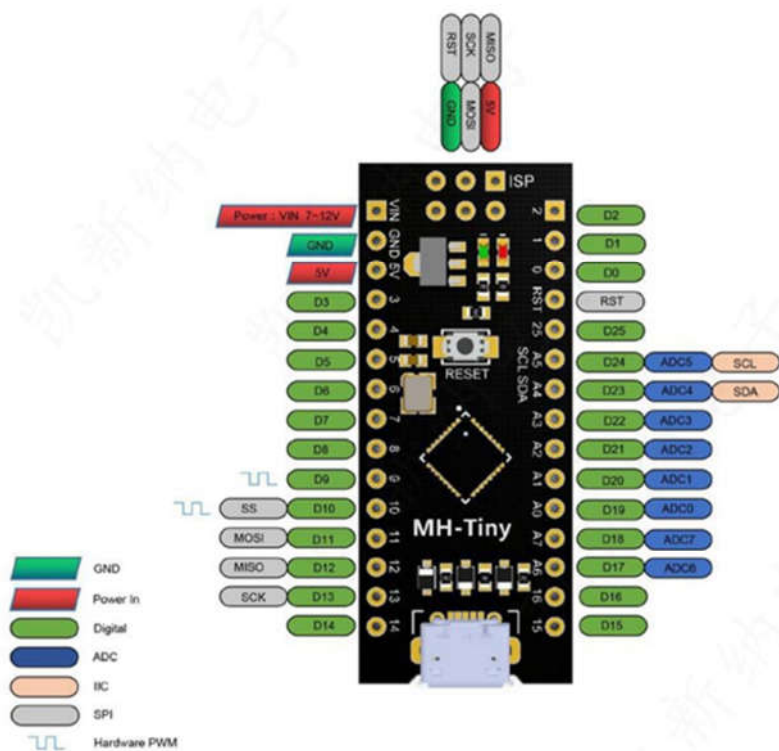 RST SCK MISO
GND MOSI 5V
ISP
Power : VIN 7~12V VIN 2 D2
GND GND 1 D1
5V 5V 0 D0
D3 3 RST RST
D4 4 25 D25
D5 5 RESET SCL A5 D24 ADC5 SCL
D6 6 SDA A4 D23 ADC4 SDA
D7 7 A3 D22 ADC3
D8 8 A2 D21 ADC2
D9 9 A1 D20 ADC1
SS D10 10 A0 D19 ADC0
MOSI D11 11 MH-Tiny A7 D18 ADC7
MISO D12 12 A6 D17 ADC6
SCK D13 13 16 D16
D14 14 15 D15
GND
Power In
Digital
ADC
IIC
SPI
Hardware PWM
凯新纳电子